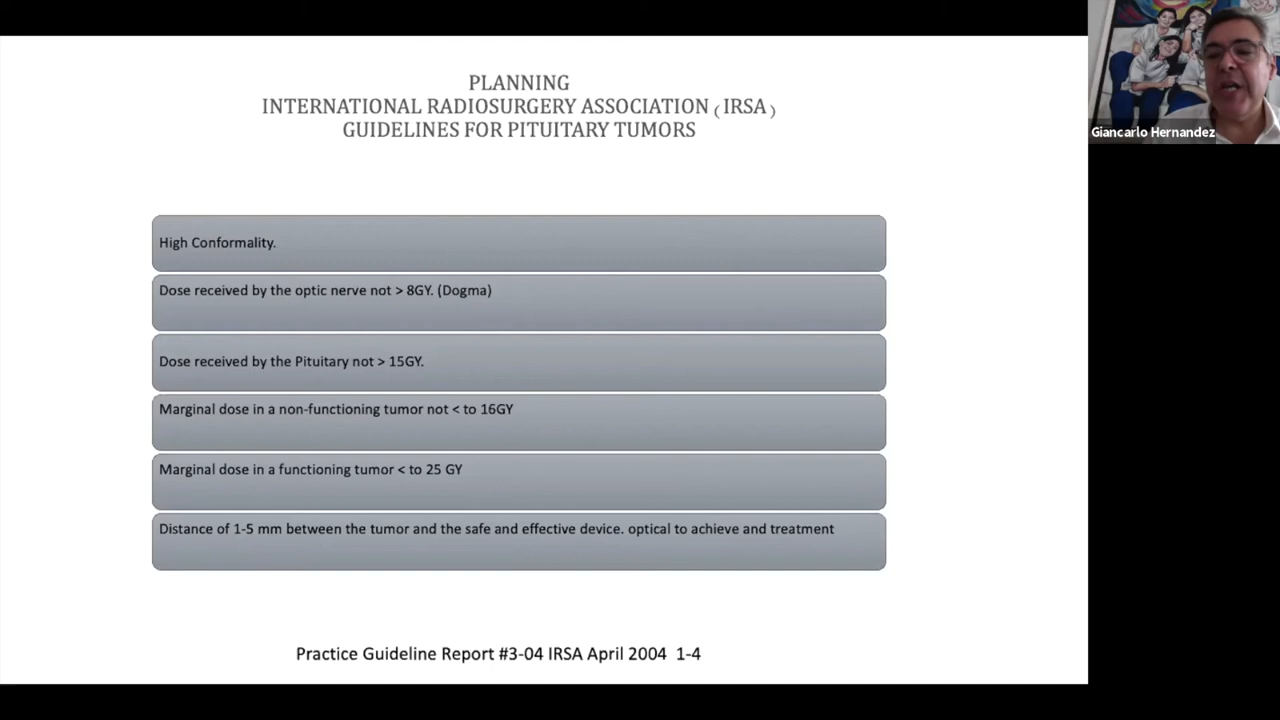 PLANNING
INTERNATIONAL RADIOSURGERY ASSOCIATION ( IRSA )
GUIDELINES FOR PITUITARY TUMORS
Giancarlo Hernandez
High Conformality.
Dose received by the optic nerve not > 8GY. (Dogma)
Dose received by the Pituitary not > 15GY.
Marginal dose in a non-functioning tumor not < to 16GY
Marginal dose in a functioning tumor < to 25 GY
Distance of 1-5 mm between the tumor and the safe and effective device. optical to achieve and treatment
Practice Guideline Report #3-04 IRSA April 2004 1-4